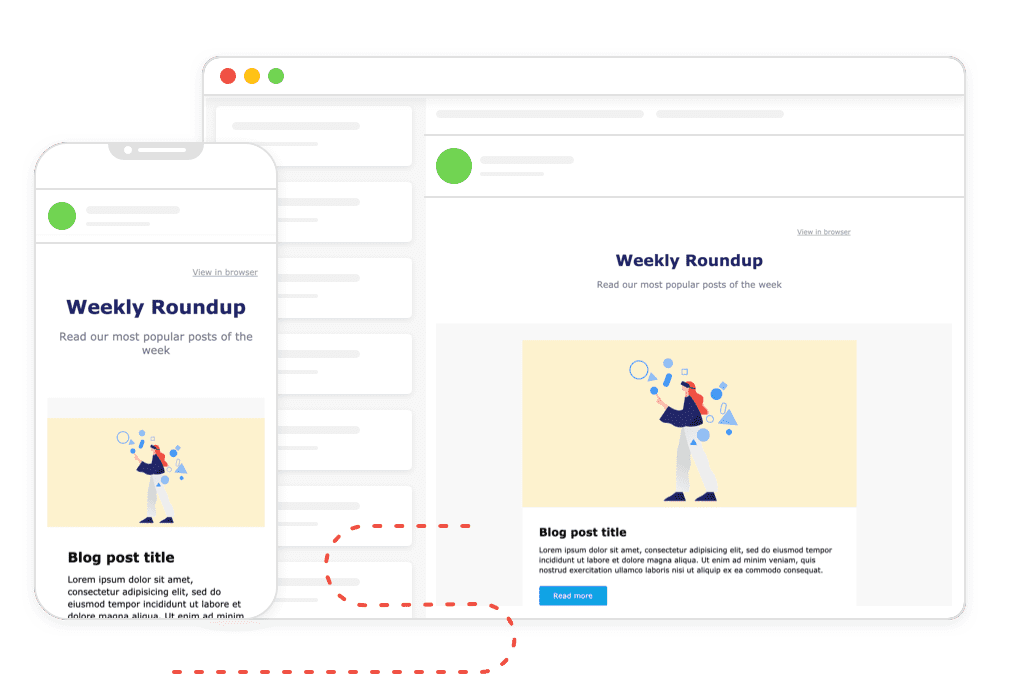 View in browser
Weekly Roundup
Read our most popular posts of the
week
Blog post title
Lorem ipsum dolor sit amet,
consectetur adipisicing elit, sed do
eiusmod tempor incididunt ut labore et
dolore magna aliqua. Ut enim ad minim
View in browser
Weekly Roundup
Read our most popular posts of the week
Blog post title
Lorem ipsum dolor sit amet, consectetur adipisicing elit, sed do eiusmod tempor
incididunt ut labore et dolore magna aliqua. Ut enim ad minim veniam, quis
nostrud exercitation ullamco laboris nisi ut aliquip ex ea commodo consequat.
Read more